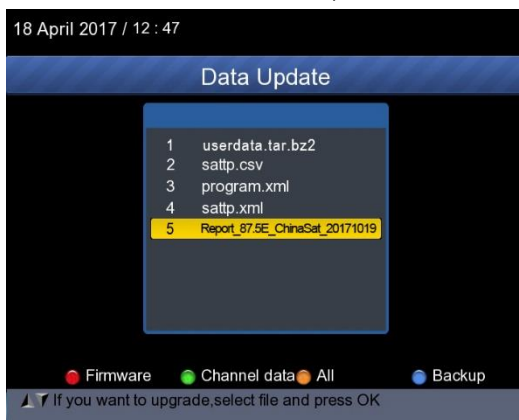 18 April 2017 / 12 : 47
Data Update
1 userdata.tar.bz2
2 sattp.csv
3 program.xml
4 sattp.xml
5 Report_87.5E_ChinaSat_20171019
Firmware Channel data All Backup
If you want to upgrade,select file and press OK